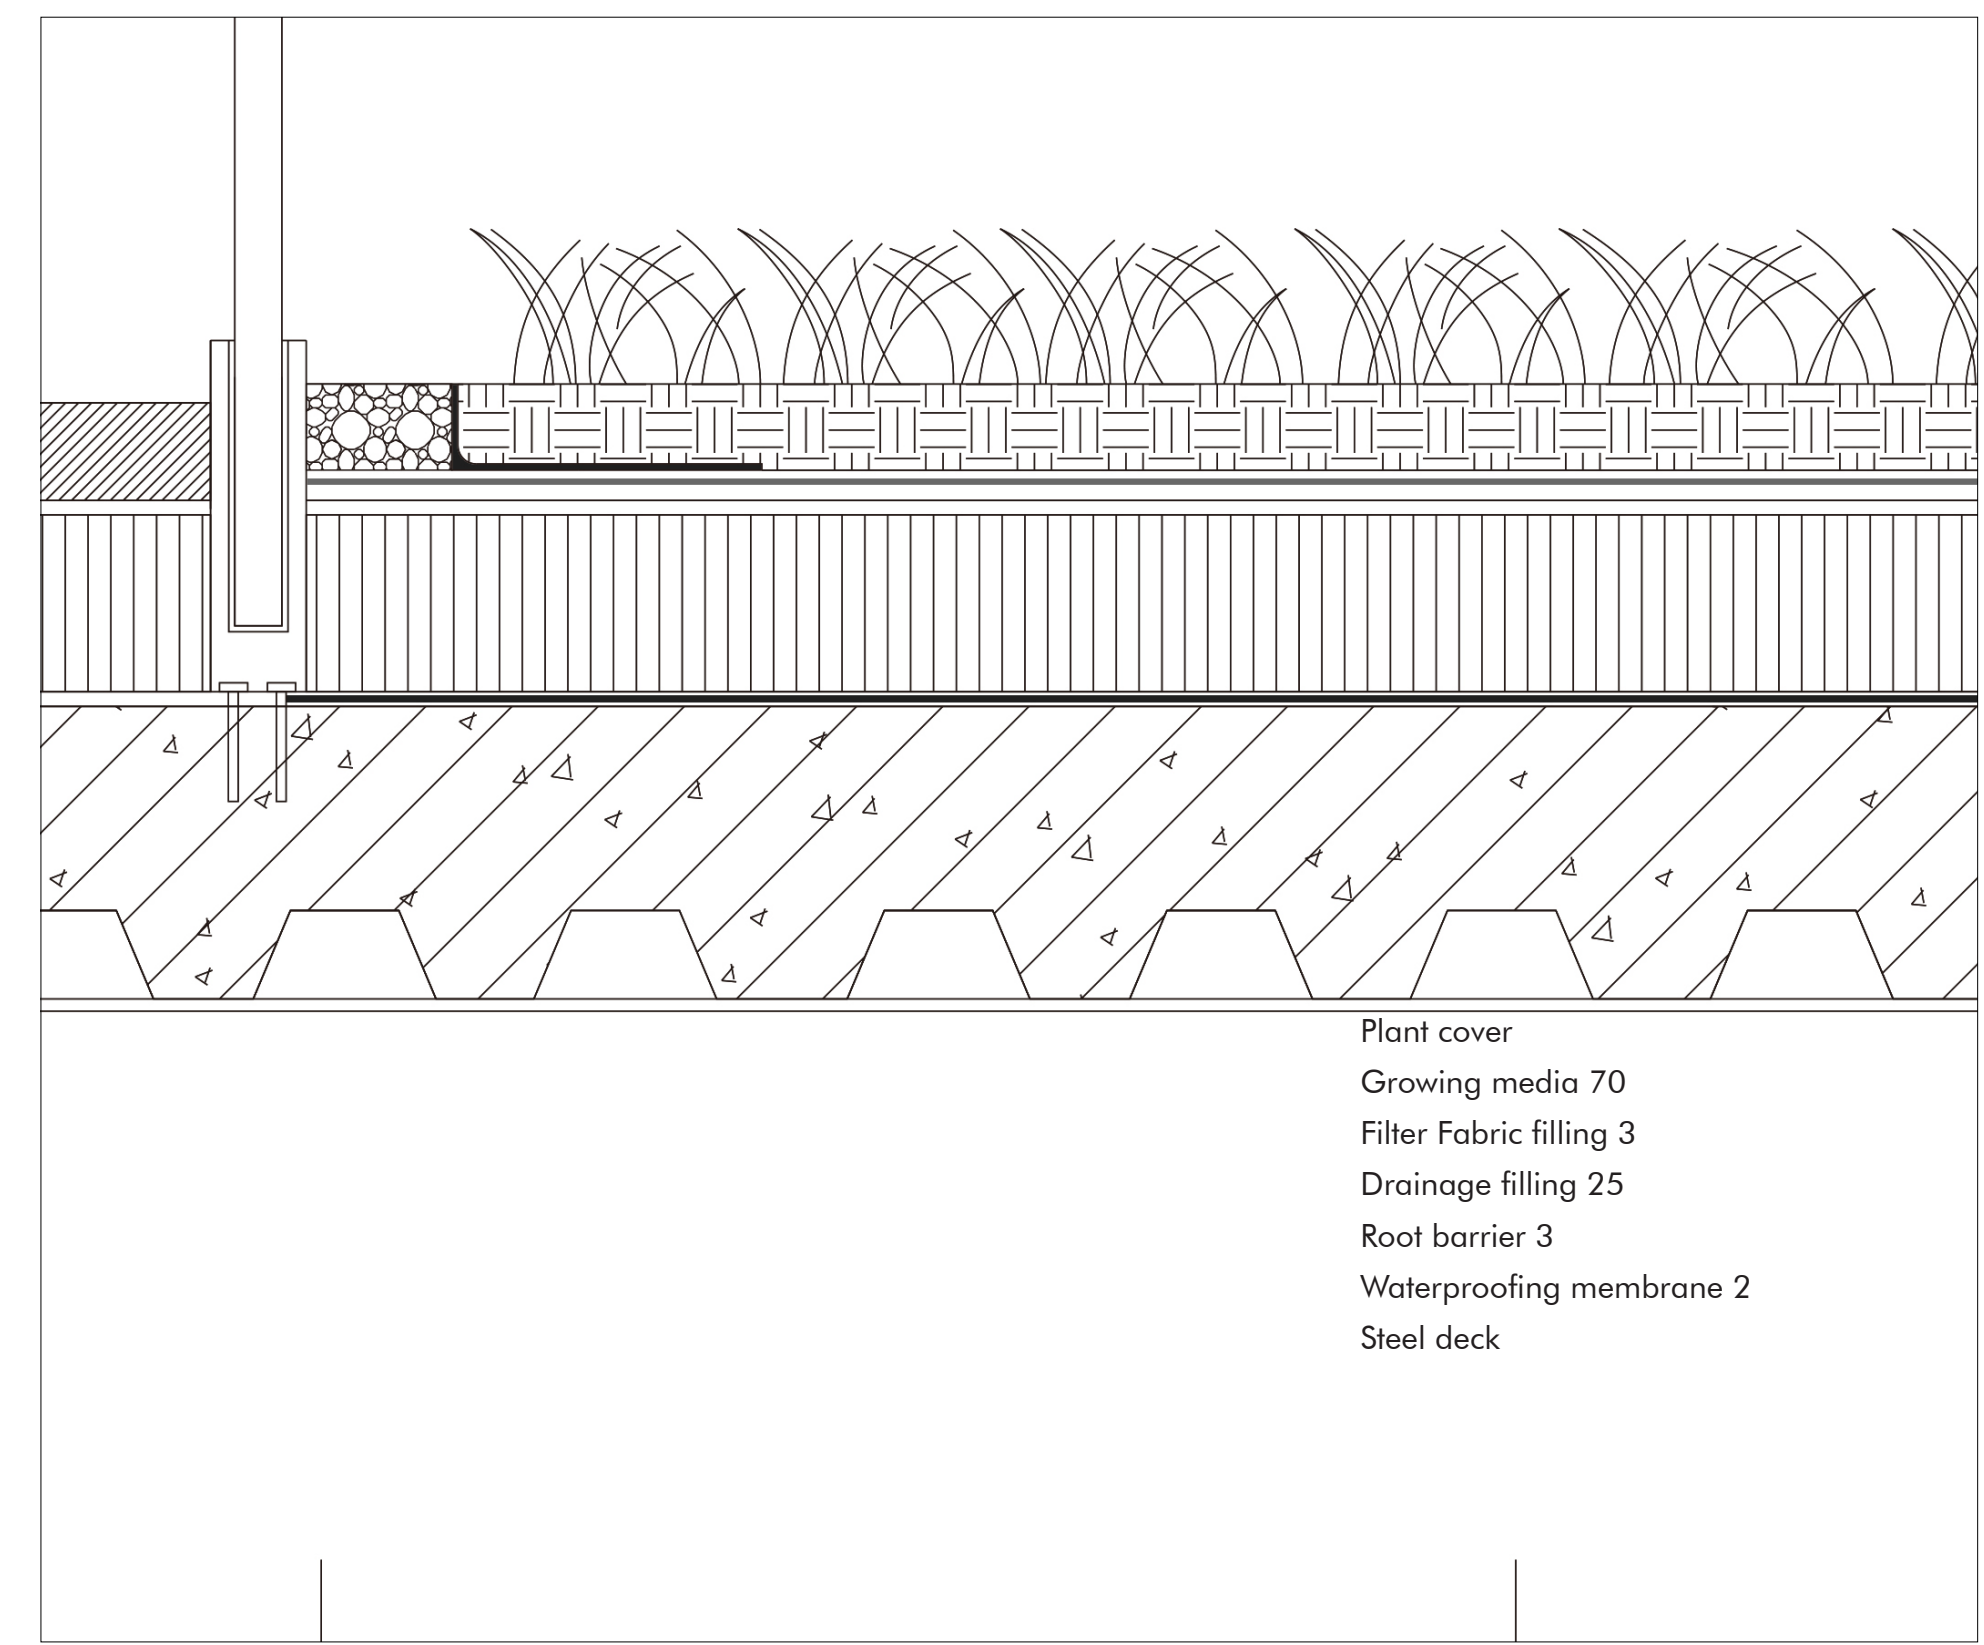 Plant cover
Growing media 70
Filter Fabric filling 3
Drainage filling 25
Root barrier 3
Waterproofing membrane 2
Steel deck